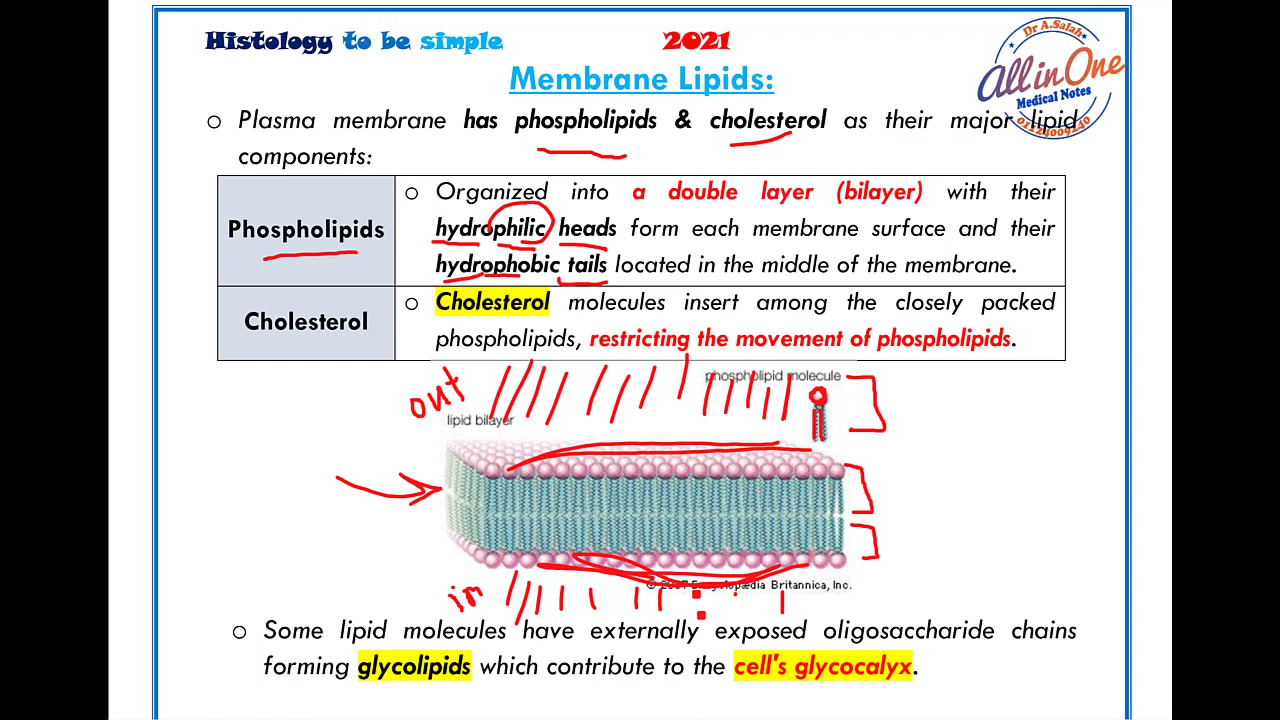 Histology to be simple 2021
Dr A.Salah
All in One
Medical Notes
01124009240
Membrane Lipids:
o Plasma membrane has phospholipids & cholesterol as their major lipid
components:
Phospholipids
o Organized into a double layer (bilayer) with their
hydrophilic heads form each membrane surface and their
hydrophobic tails located in the middle of the membrane.
Cholesterol
o Cholesterol molecules insert among the closely packed
phospholipids, restricting the movement of phospholipids.
out
phospholipid molecule
lipid bilayer
in
© 2007 Encyclopædia Britannica, Inc.
o Some lipid molecules have externally exposed oligosaccharide chains
forming glycolipids which contribute to the cell's glycocalyx.